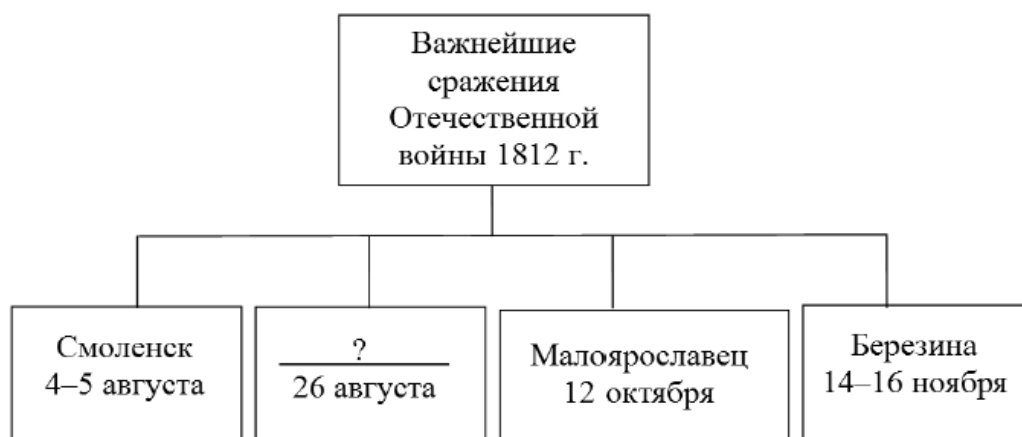 Важнейшие
сражения
Отечественной
войны 1812 г.
Смоленск
4–5 августа
?
26 августа
Малоярославец
12 октября
Березина
14–16 ноября